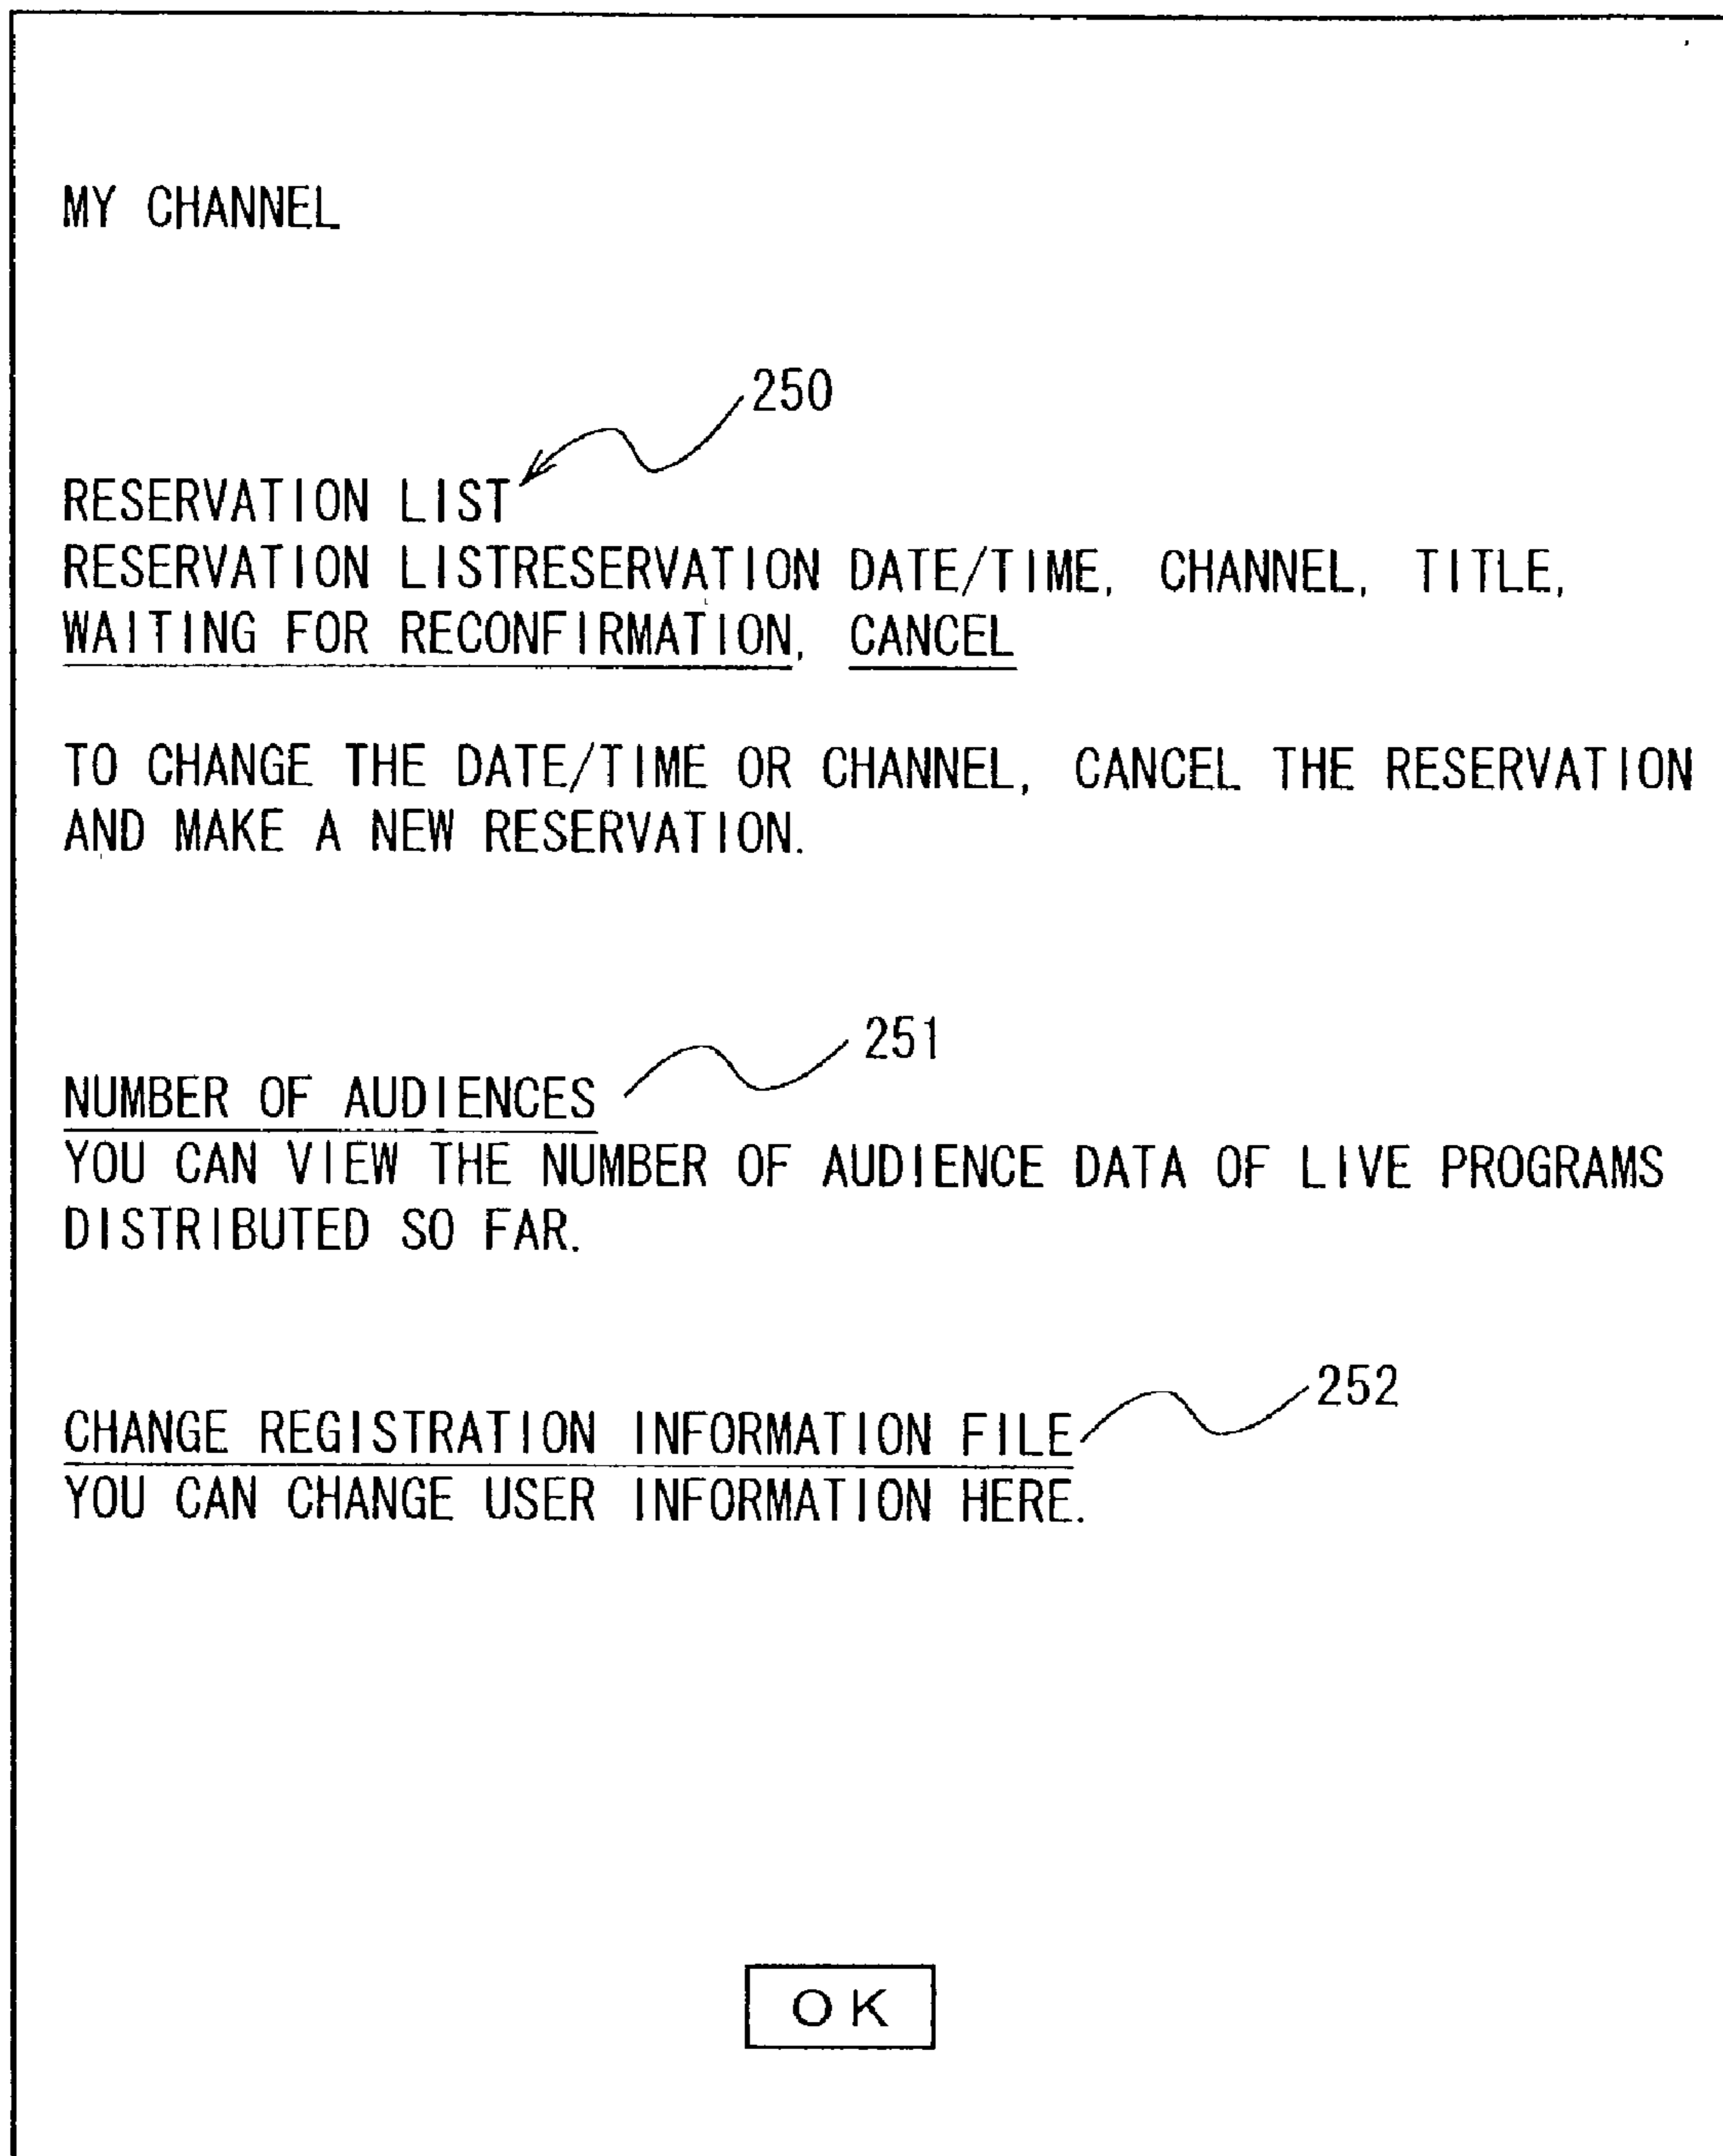 MY CHANNEL
250
RESERVATION LIST
RESERVATION LISTRESERVATION DATE/TIME, CHANNEL, TITLE,
WAITING FOR RECONFIRMATION, CANCEL
TO CHANGE THE DATE/TIME OR CHANNEL, CANCEL THE RESERVATION
AND MAKE A NEW RESERVATION.
251
NUMBER OF AUDIENCES
YOU CAN VIEW THE NUMBER OF AUDIENCE DATA OF LIVE PROGRAMS
DISTRIBUTED SO FAR.
252
CHANGE REGISTRATION INFORMATION FILE
YOU CAN CHANGE USER INFORMATION HERE.
OK